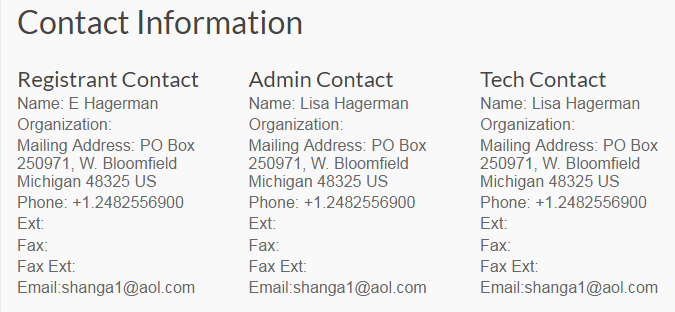 Contact Information
Registrant Contact
Name: E Hagerman
Organization:
Mailing Address: PO Box
250971, W. Bloomfield
Michigan 48325 US
Phone: +1.2482556900
Ext:
Fax:
Fax Ext:
Email:shanga1@aol.com
Admin Contact
Name: Lisa Hagerman
Organization:
Mailing Address: PO Box
250971, W. Bloomfield
Michigan 48325 US
Phone: +1.2482556900
Ext:
Fax:
Fax Ext:
Email:shanga1@aol.com
Tech Contact
Name: Lisa Hagerman
Organization:
Mailing Address: PO Box
250971, W. Bloomfield
Michigan 48325 US
Phone: +1.2482556900
Ext:
Fax:
Fax Ext:
Email:shanga1@aol.com